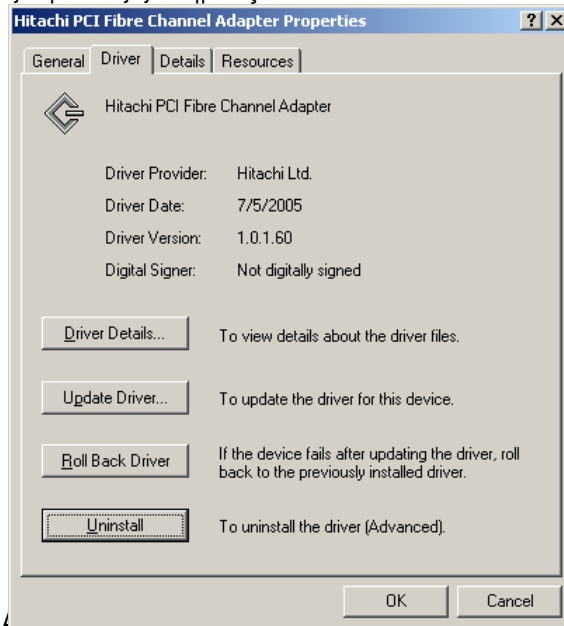 Hitachi PCI Fibre Channel Adapter Properties
General Driver Details Resources
Hitachi PCI Fibre Channel Adapter
Driver Provider: Hitachi Ltd.
Driver Date: 7/5/2005
Driver Version: 1.0.1.60
Digital Signer: Not digitally signed
Driver Details... To view details about the driver files.
Update Driver... To update the driver for this device.
Roll Back Driver If the device fails after updating the driver, roll
back to the previously installed driver.
Uninstall To uninstall the driver (Advanced).
OK Cancel